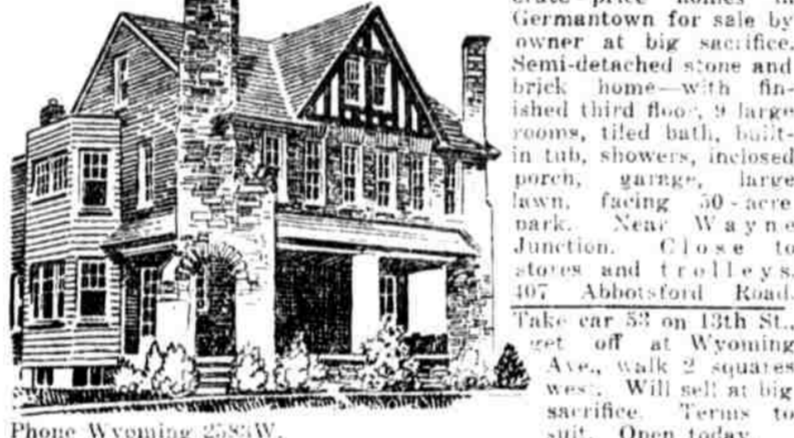 Germantown for sale by
owner at big sacrifice.
Semi-detached stone and
brick home—with fin-
ished third floor, 9 large
rooms, tiled bath, built-
in tub, showers, inclosed
porch, garage, large
lawn, facing 50-acre
park. Near Wayne
Junction. Close to
stores and trolleys.
407 Abbotsford Road.
Take car 53 on 13th St.,
get off at Wyoming
Ave., walk 2 squares
west. Will sell at big
sacrifice. Terms to
suit. Open today.
Phone Wyoming 2583W.